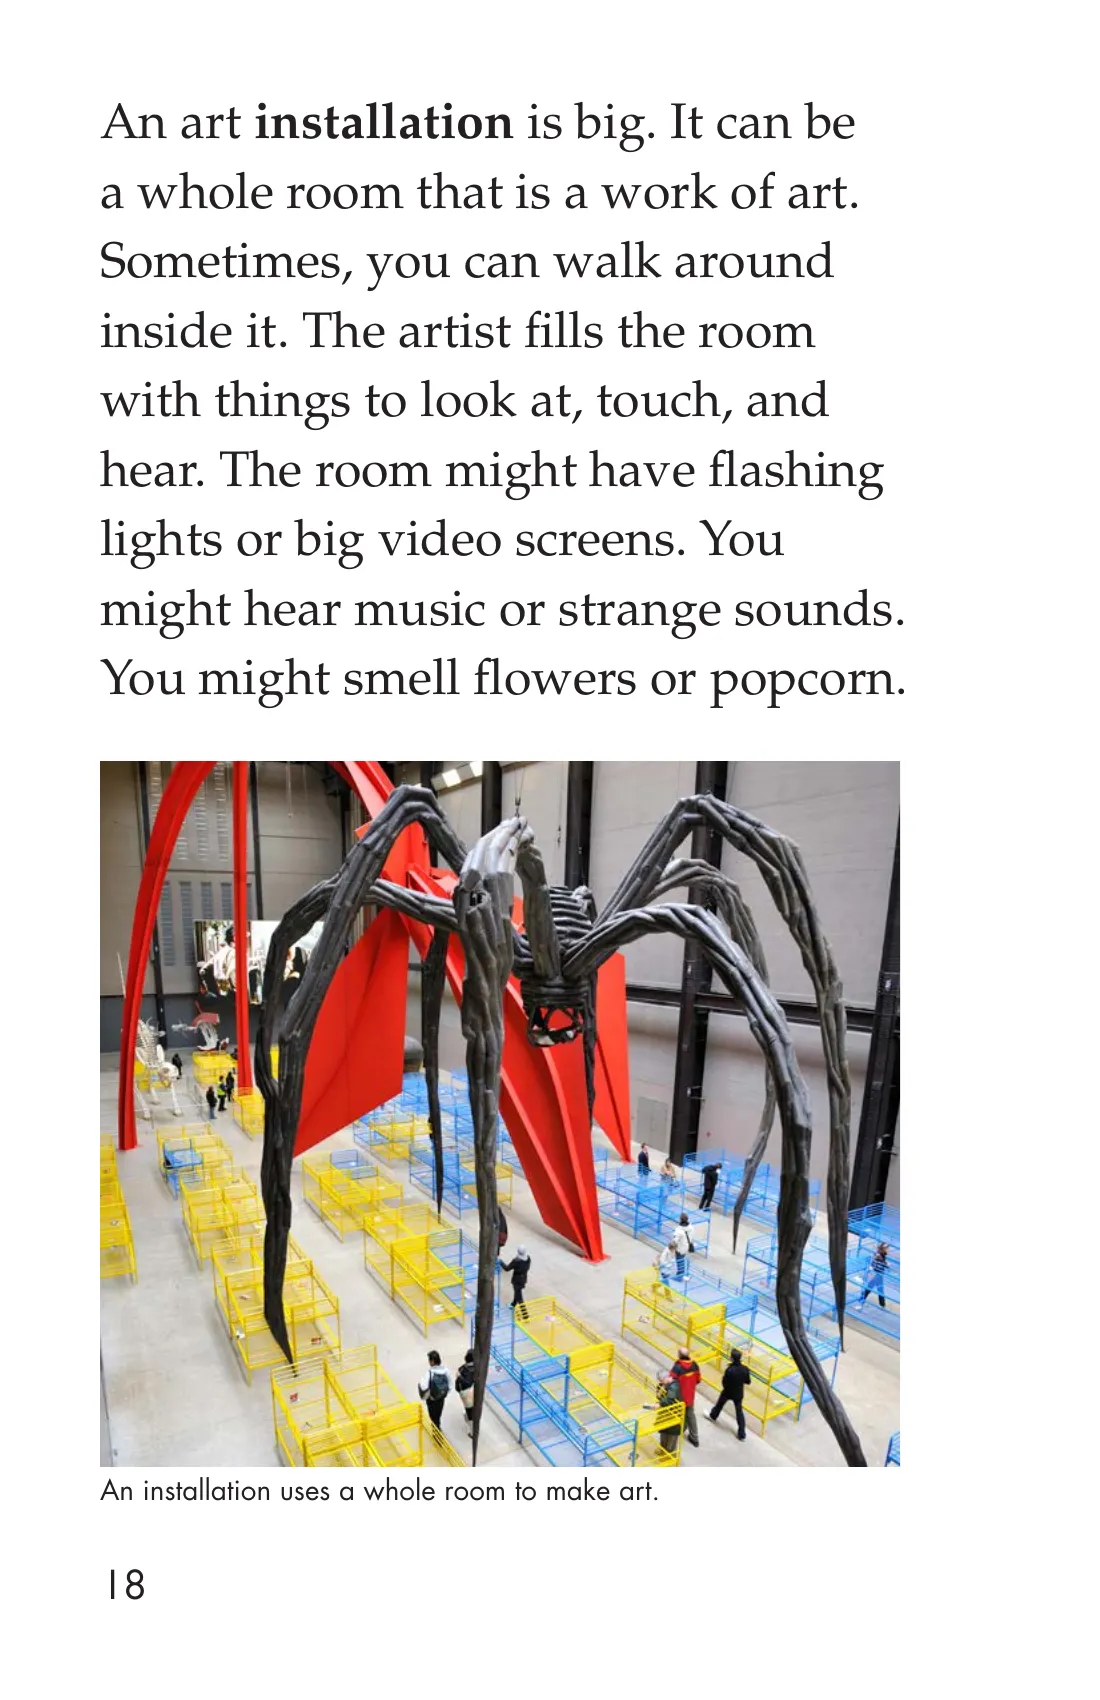 An art installation is big. It can be
a whole room that is a work of art.
Sometimes, you can walk around
inside it. The artist fills the room
with things to look at, touch, and
hear. The room might have flashing
lights or big video screens. You
might hear music or strange sounds.
You might smell flowers or popcorn.
An installation uses a whole room to make art.
18